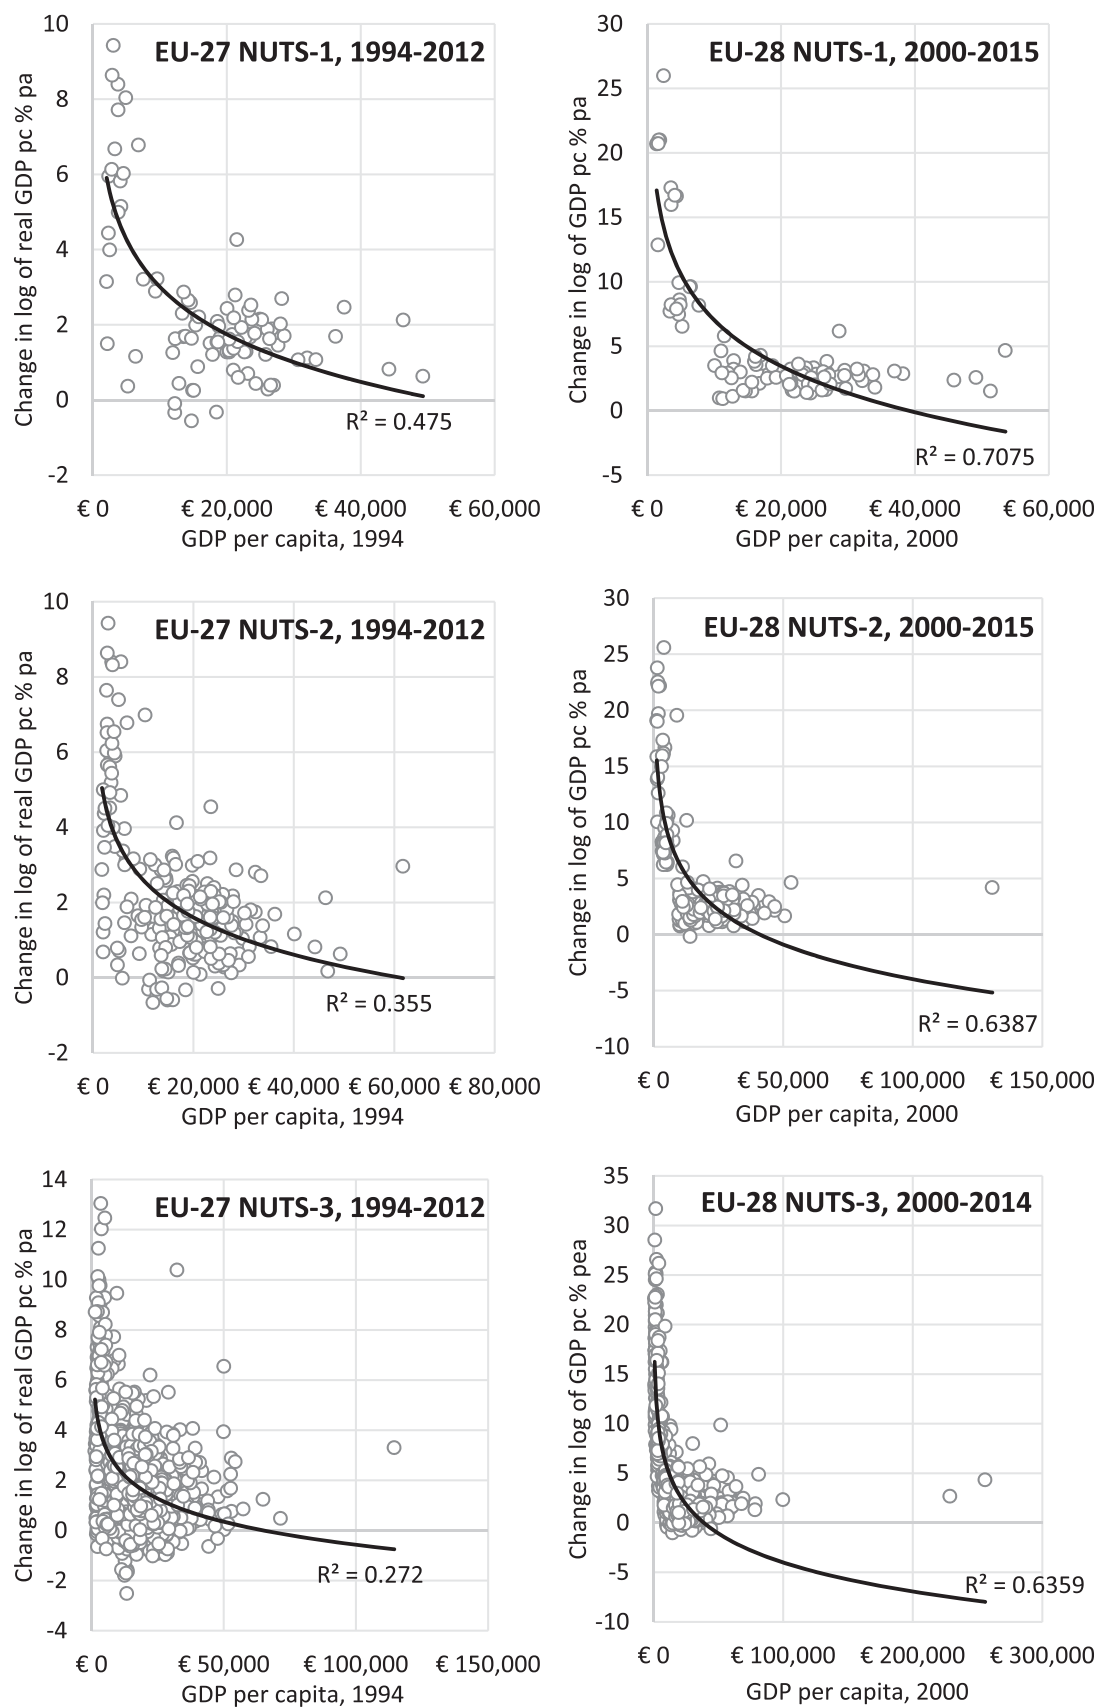 EU-27 NUTS-1, 1994-2012
Change in log of real GDP pc % pa
10
8
6
4
2
0
-2
R² = 0.475
€ 0 € 20,000 € 40,000 € 60,000
GDP per capita, 1994
EU-28 NUTS-1, 2000-2015
Change in log of GDP pc % pa
30
25
20
15
10
5
0
-5
R² = 0.7075
€ 0 € 20,000 € 40,000 € 60,000
GDP per capita, 2000
EU-27 NUTS-2, 1994-2012
Change in log of real GDP pc % pa
10
8
6
4
2
0
-2
R² = 0.355
€ 0 € 20,000 € 40,000 € 60,000 € 80,000
GDP per capita, 1994
EU-28 NUTS-2, 2000-2015
Change in log of GDP pc % pa
30
25
20
15
10
5
0
-5
-10
R² = 0.6387
€ 0 € 50,000 € 100,000 € 150,000
GDP per capita, 2000
EU-27 NUTS-3, 1994-2012
Change in log of real GDP pc % pa
14
12
10
8
6
4
2
0
-2
-4
R² = 0.272
€ 0 € 50,000 € 100,000 € 150,000
GDP per capita, 1994
EU-28 NUTS-3, 2000-2014
Change in log of GDP pc % pea
35
30
25
20
15
10
5
0
-5
-10
R² = 0.6359
€ 0 € 100,000 € 200,000 € 300,000
GDP per capita, 2000